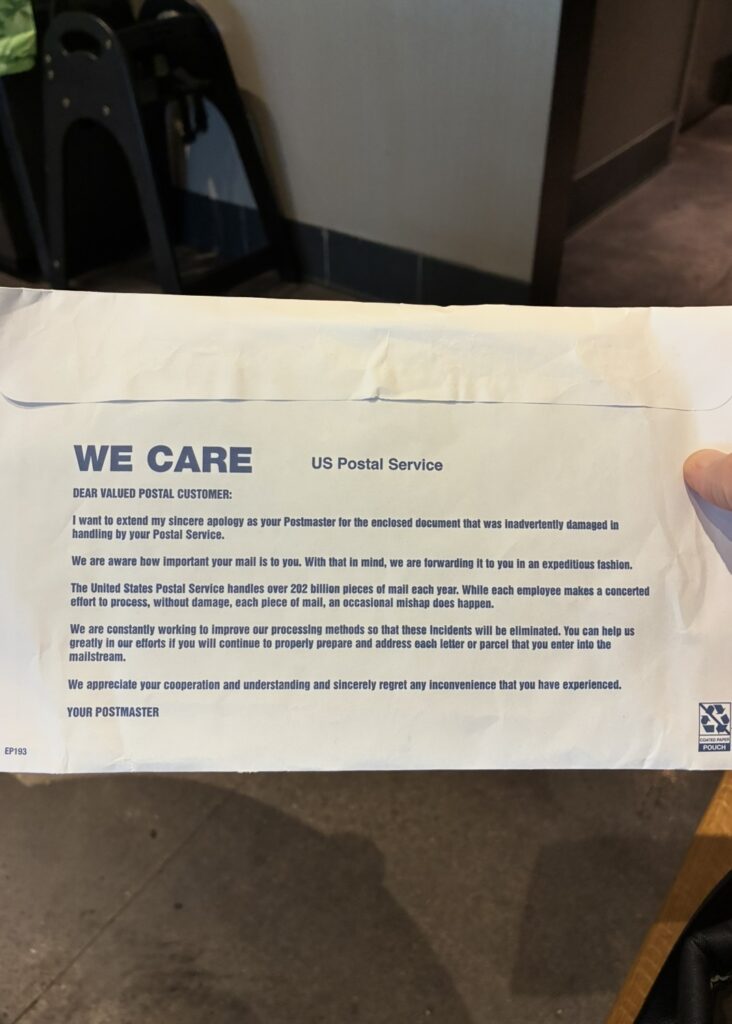 WE CARE US Postal Service
DEAR VALUED POSTAL CUSTOMER:
I want to extend my sincere apology as your Postmaster for the enclosed document that was inadvertently damaged in
handling by your Postal Service.
We are aware how important your mail is to you. With that in mind, we are forwarding it to you in an expeditious fashion.
The United States Postal Service handles over 202 billion pieces of mail each year. While each employee makes a concerted
effort to process, without damage, each piece of mail, an occasional mishap does happen.
We are constantly working to improve our processing methods so that these incidents will be eliminated. You can help us
greatly in our efforts if you will continue to properly prepare and address each letter or parcel that you enter into the
mailstream.
We appreciate your cooperation and understanding and sincerely regret any inconvenience that you have experienced.
YOUR POSTMASTER
EP193
COATED PAPER
POUCH